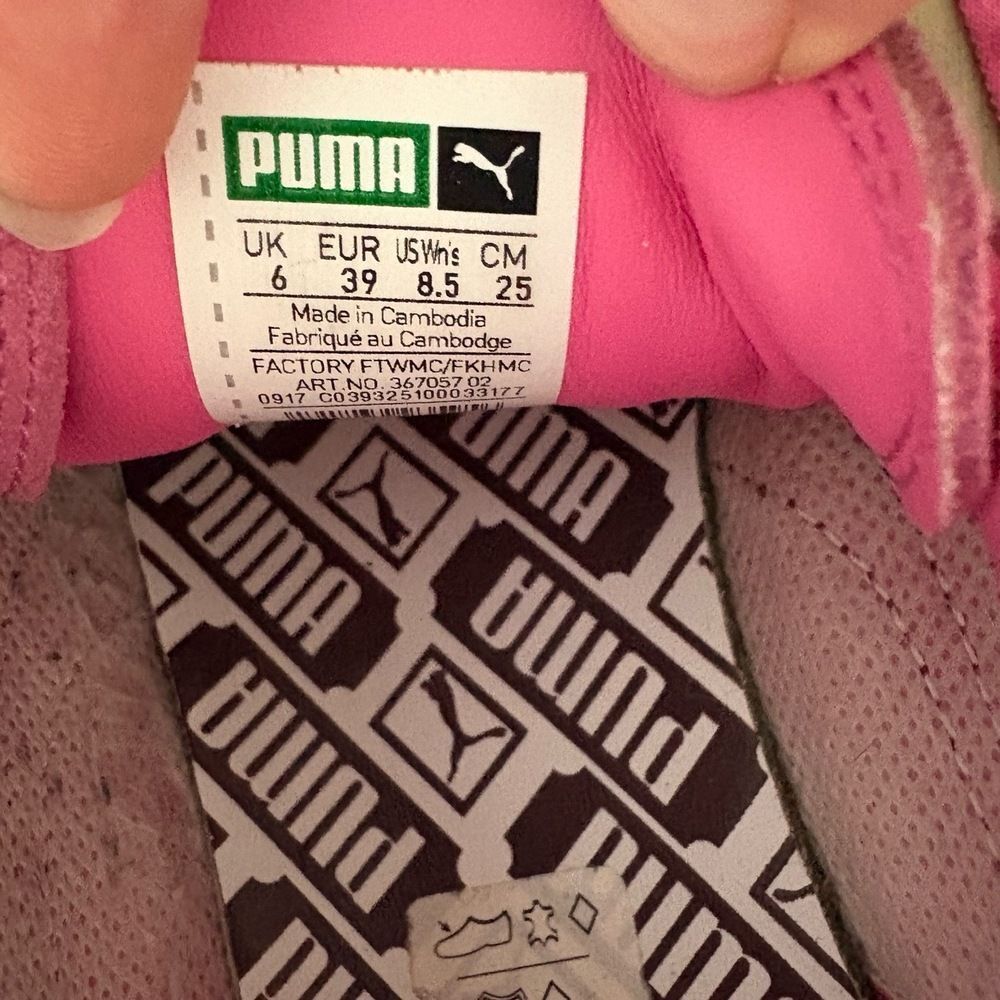 PUMA
UK EUR US Wn's CM
6 39 8.5 25
Made in Cambodia
Fabriqué au Cambodge
FACTORY FTWMC/FKHMC
ART.NO. 367057 02
0917 C039325100033177
PUMA
PUMA
PUMA
PUMA
PUMA
PU